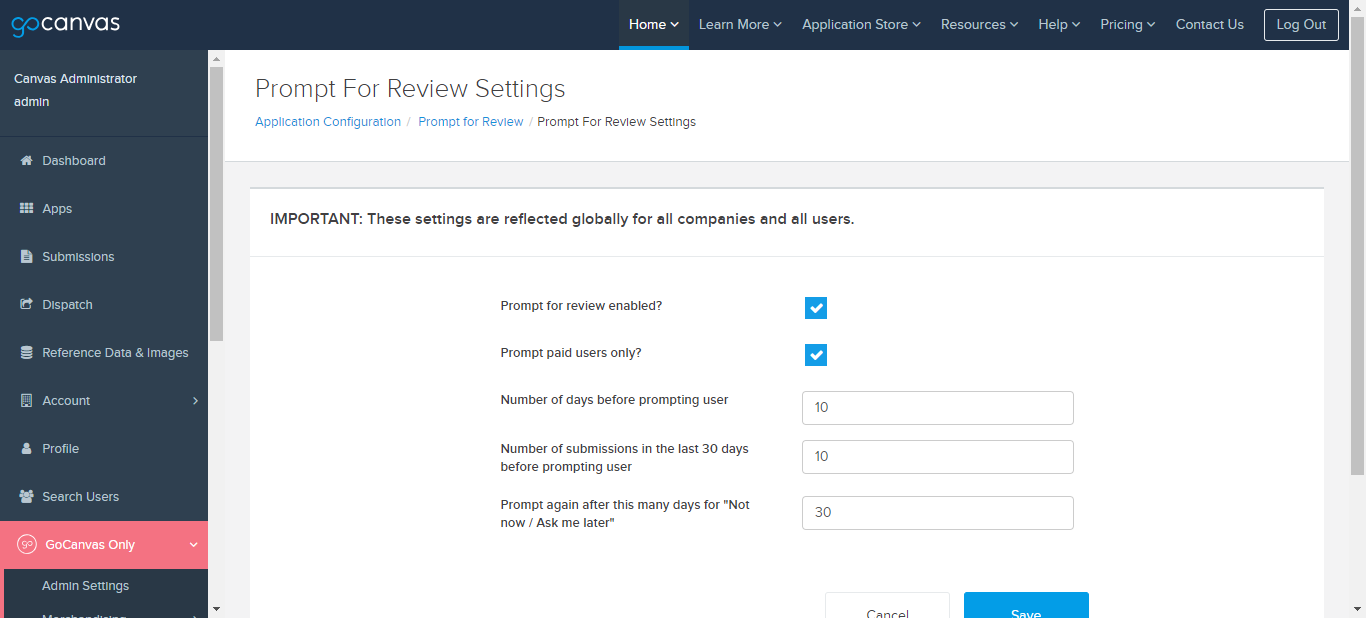 gocanvas
Home
Learn More
Application Store
Resources
Help
Pricing
Contact Us
Log Out
Canvas Administrator
admin
Dashboard
Apps
Submissions
Dispatch
Reference Data & Images
Account
Profile
Search Users
go
GoCanvas Only
Admin Settings
Merchandising
Prompt For Review Settings
Application Configuration / Prompt for Review / Prompt For Review Settings
IMPORTANT: These settings are reflected globally for all companies and all users.
Prompt for review enabled?
Prompt paid users only?
Number of days before prompting user
10
Number of submissions in the last 30 days
before prompting user
10
Prompt again after this many days for "Not
now / Ask me later"
30
Cancel
Save